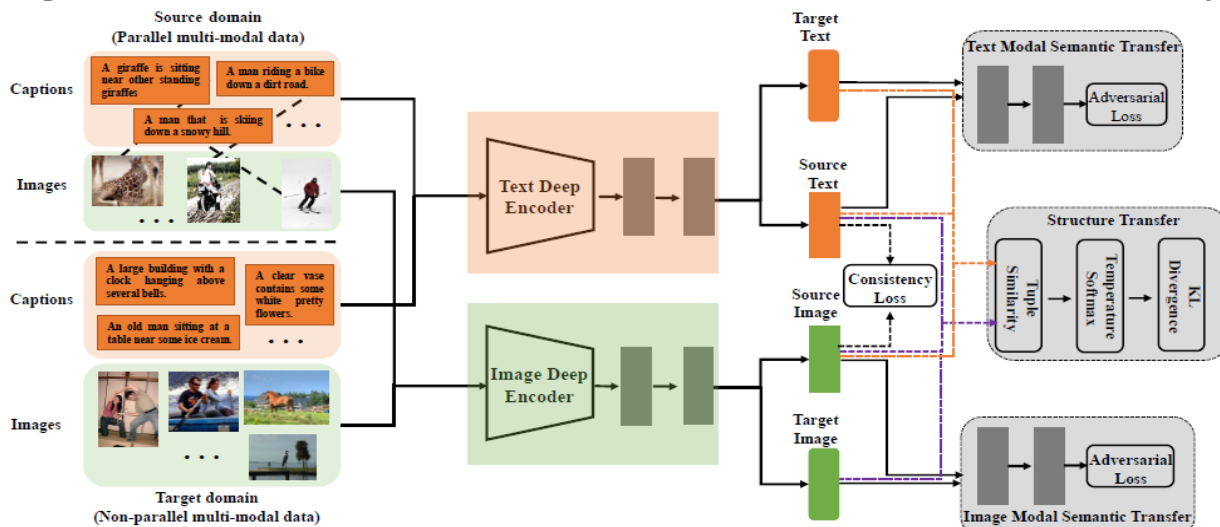 Source domain
(Parallel multi-modal data)
Captions
A giraffe is sitting
near other standing
giraffes
A man riding a bike
down a dirt road.
A man that is skiing
down a snowy hill.
. . .
Images
. . .
Captions
A large building with a
clock hanging above
several bells.
A clear vase
contains some
white pretty
flowers.
An old man sitting at a
table near some ice cream.
. . .
Images
. . .
Target domain
(Non-parallel multi-modal data)
Text Deep
Encoder
Image Deep
Encoder
Target
Text
Source
Text
Consistency
Loss
Source
Image
Target
Image
Text Modal Semantic Transfer
Adversarial
Loss
Structure Transfer
Tuple
Similarity
Temperature
Softmax
KL
Divergence
Adversarial
Loss
Image Modal Semantic Transfer